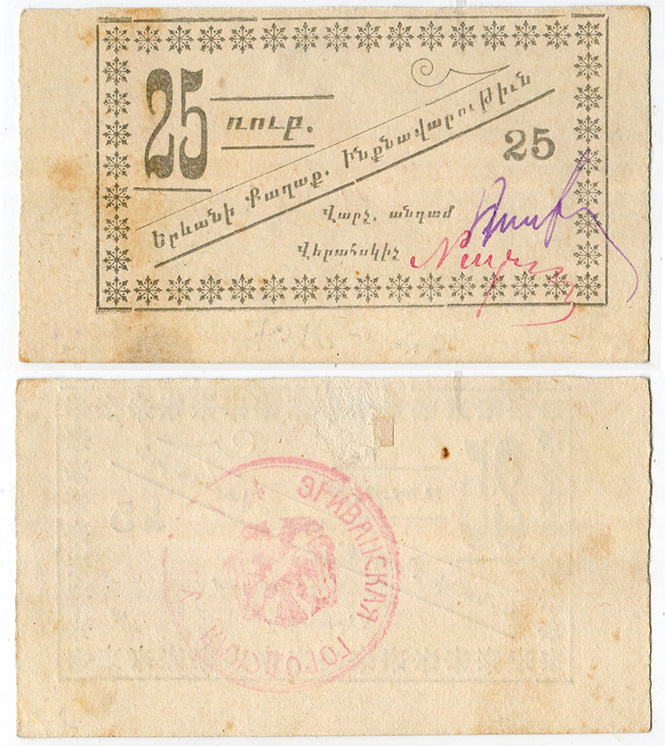 25
ռուբ.
Երևանի քաղաք. ինքնավարութիւն
25
Վարչ. անդամ
Վերահսկիչ
ЭРИВАНСКАЯ ГОРОДСКАЯ